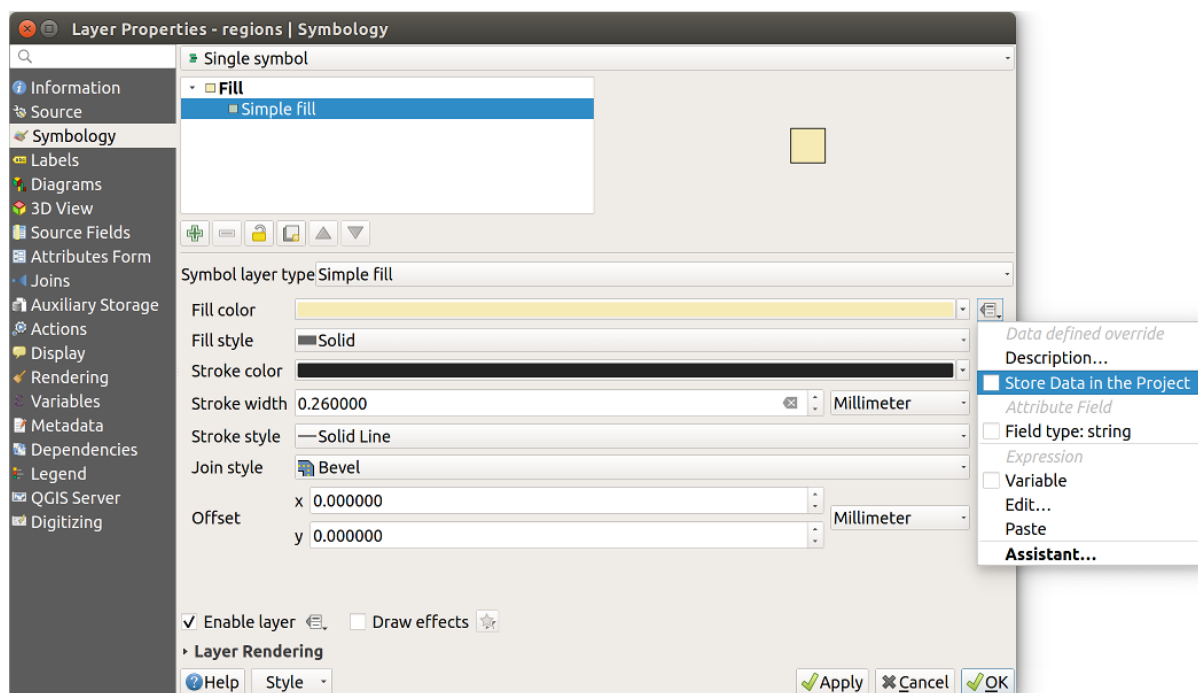 Layer Properties - regions | Symbology
Information
Source
Symbology
Labels
Diagrams
3D View
Source Fields
Attributes Form
Joins
Auxiliary Storage
Actions
Display
Rendering
Variables
Metadata
Dependencies
Legend
QGIS Server
Digitizing
Single symbol
Fill
Simple fill
Symbol layer type Simple fill
Fill color
Fill style Solid
Stroke color
Stroke width 0.260000 Millimeter
Stroke style Solid Line
Join style Bevel
Offset x 0.000000 Millimeter
y 0.000000
Data defined override
Description...
Store Data in the Project
Attribute Field
Field type: string
Expression
Variable
Edit...
Paste
Assistant...
Enable layer Draw effects
Layer Rendering
Help Style Apply Cancel OK